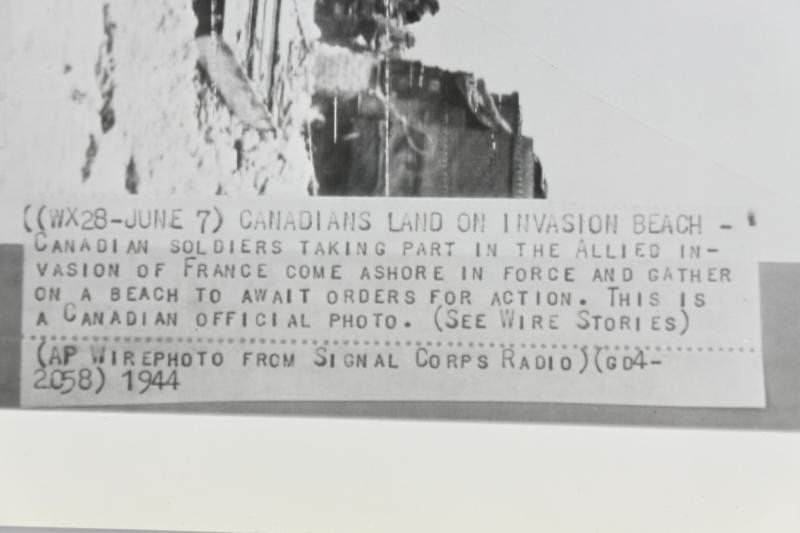 ((WX28-JUNE 7) CANADIANS LAND ON INVASION BEACH -
CANADIAN SOLDIERS TAKING PART IN THE ALLIED IN-
VASION OF FRANCE COME ASHORE IN FORCE AND GATHER
ON A BEACH TO AWAIT ORDERS FOR ACTION. THIS IS
A CANADIAN OFFICIAL PHOTO. (SEE WIRE STORIES)
(AP WIREPHOTO FROM SIGNAL CORPS RADIO)(GD4-
2058) 1944